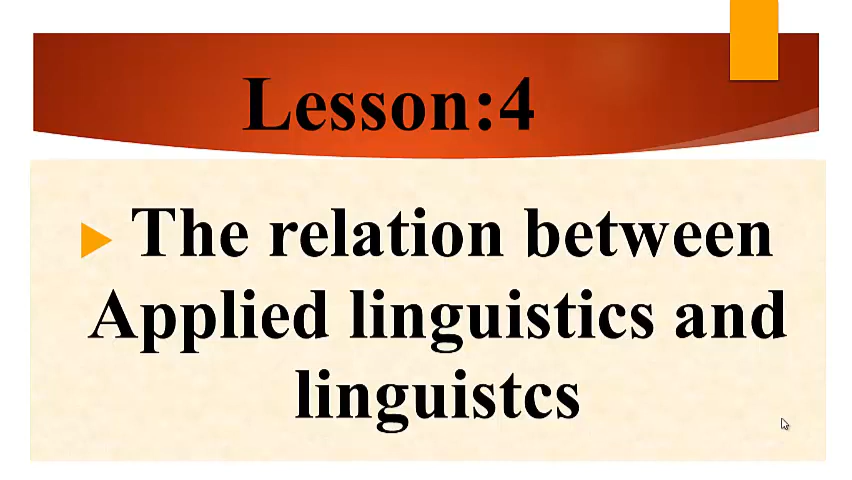 Lesson:4
The relation between
Applied linguistics and
linguistcs